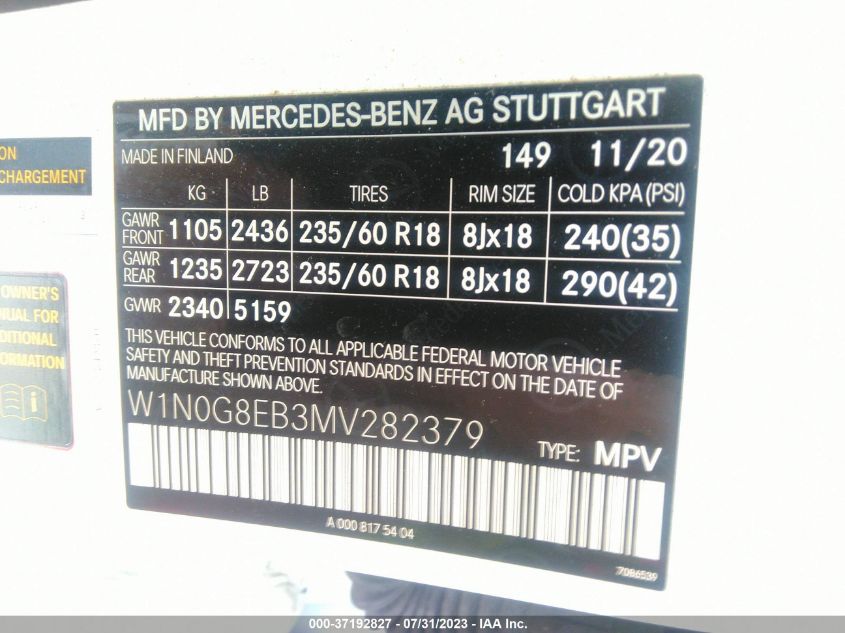 MFD BY MERCEDES-BENZ AG STUTTGART
MADE IN FINLAND 149 11/20
KG LB TIRES RIM SIZE COLD KPA (PSI)
GAWR FRONT 1105 2436 235/60 R18 8Jx18 240(35)
GAWR REAR 1235 2723 235/60 R18 8Jx18 290(42)
GVWR 2340 5159
THIS VEHICLE CONFORMS TO ALL APPLICABLE FEDERAL MOTOR VEHICLE
SAFETY AND THEFT PREVENTION STANDARDS IN EFFECT ON THE DATE OF
MANUFACTURE SHOWN ABOVE.
W1N0G8EB3MV282379
TYPE: MPV
A 000 817 54 04
7086539
ON
CHARGEMENT
OWNER'S
FOR
000-37192827 - 07/31/2023 - IAA Inc.